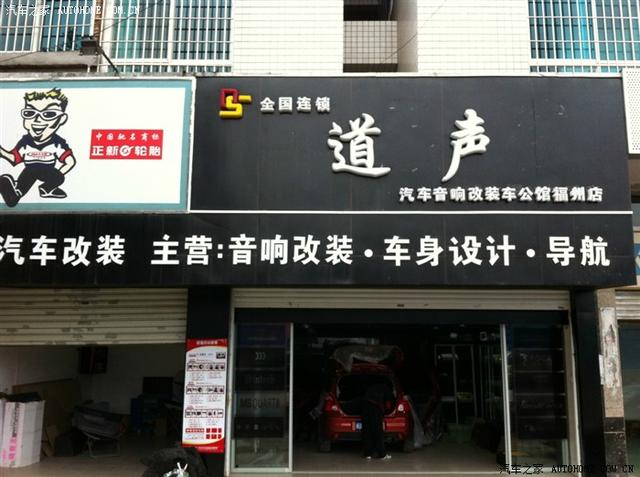 汽车之家 AUTOHOME.COM.CN
中国驰名商标
正新轮胎
DS 全国连锁
道声
汽车音响改装车公馆福州店
汽车改装 主营:音响改装·车身设计·导航
MBQUART
汽车之家 AUTOHOME.COM.CN